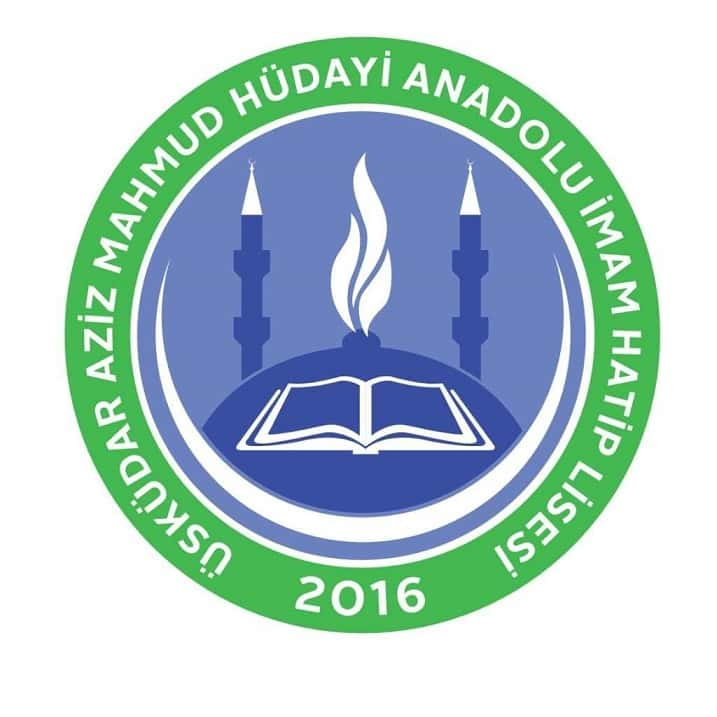 ÜSKÜDAR AZİZ MAHMUD HÜDAYİ ANADOLU İMAM HATİP LİSESİ
2016